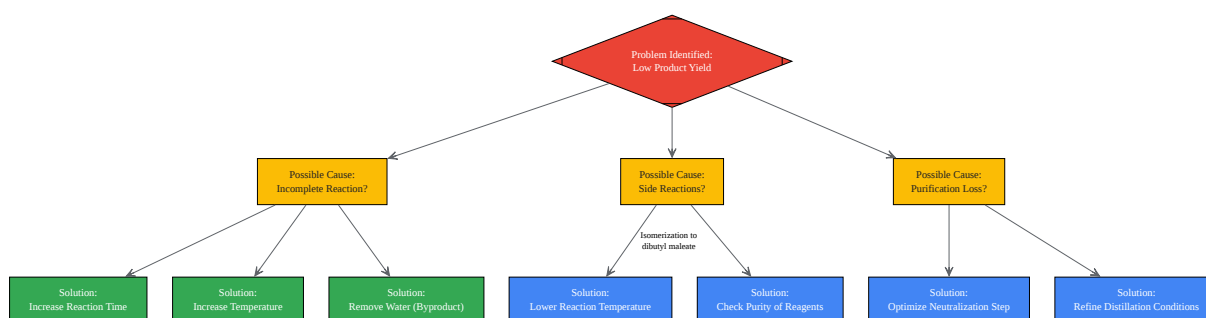 Problem Identified:
Low Product Yield
Possible Cause:
Incomplete Reaction?
Possible Cause:
Side Reactions?
Possible Cause:
Purification Loss?
Isomerization to
dibutyl maleate
Solution:
Increase Reaction Time
Solution:
Increase Temperature
Solution:
Remove Water (Byproduct)
Solution:
Lower Reaction Temperature
Solution:
Check Purity of Reagents
Solution:
Optimize Neutralization Step
Solution:
Refine Distillation Conditions